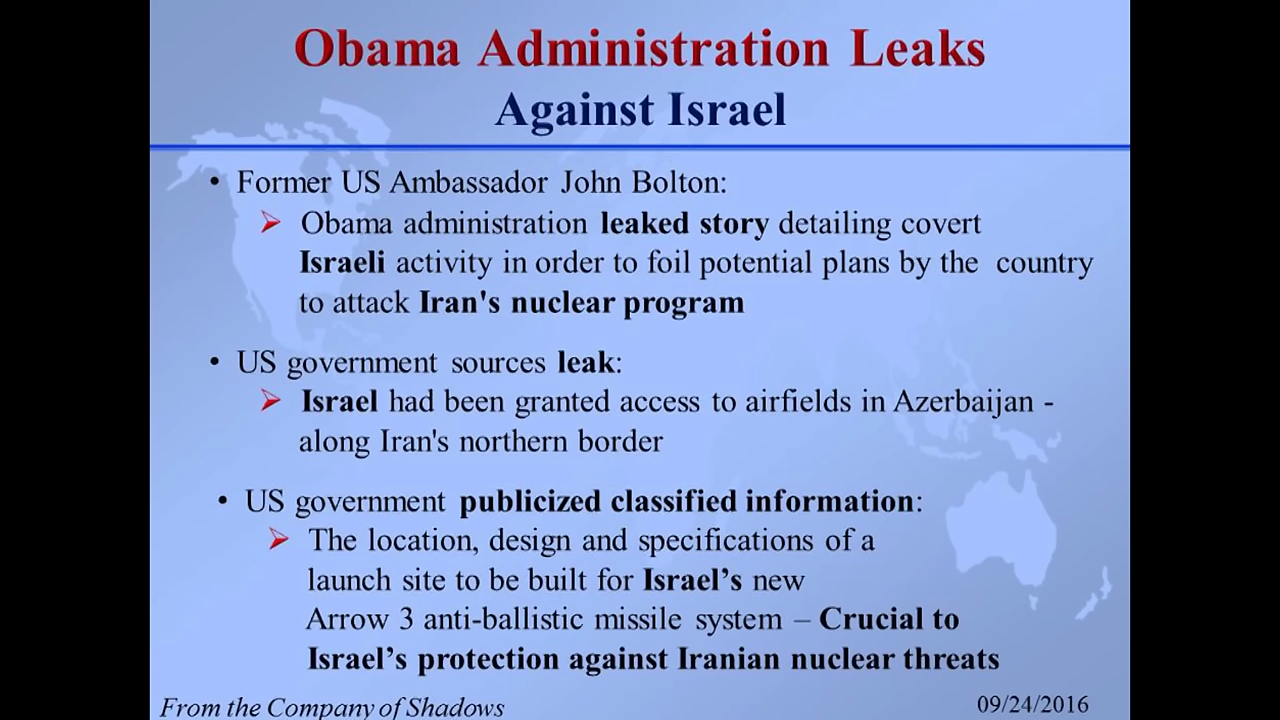 Obama Administration Leaks
Against Israel
• Former US Ambassador John Bolton:
➢ Obama administration leaked story detailing covert
Israeli activity in order to foil potential plans by the country
to attack Iran's nuclear program
• US government sources leak:
➢ Israel had been granted access to airfields in Azerbaijan -
along Iran's northern border
• US government publicized classified information:
➢ The location, design and specifications of a
launch site to be built for Israel’s new
Arrow 3 anti-ballistic missile system – Crucial to
Israel’s protection against Iranian nuclear threats
From the Company of Shadows
09/24/2016